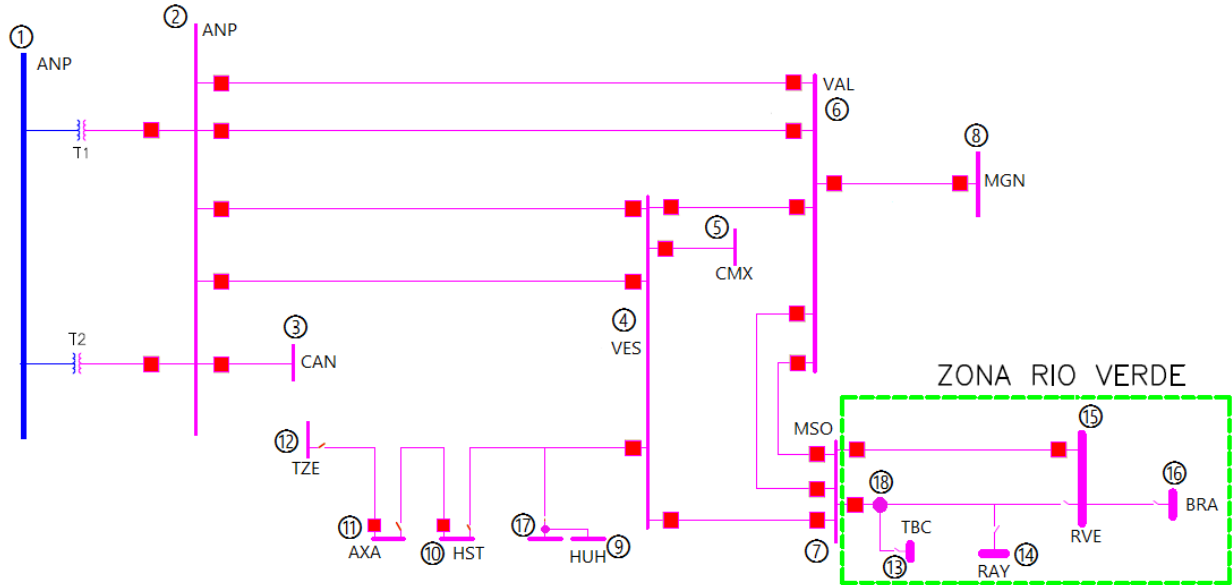 ① ANP
② ANP
T1
VAL
⑥
⑧
MGN
⑤
CMX
T2
③
CAN
④
VES
ZONA RIO VERDE
⑫
TZE
MSO
⑮
⑱
⑯
BRA
⑪
AXA
⑩
HST
⑰
HUH
⑨
⑦
TBC
⑬
RAY
⑭
RVE